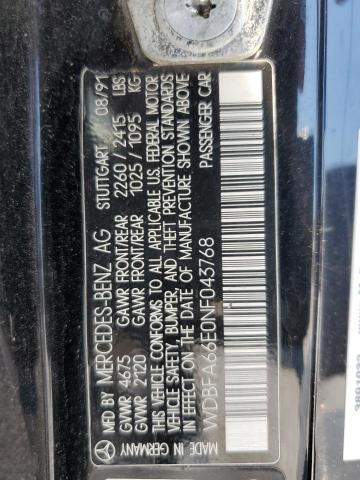 MERCEDES-BENZ AG STUTTGART 08/91
GVWR 4675 GAWR FRONT/REAR 2260/2415 LBS
GVWR 2120 GAWR FRONT/REAR 1025/1095 KG
THIS VEHICLE CONFORMS TO ALL APPLICABLE U.S. FEDERAL MOTOR
VEHICLE SAFETY, BUMPER, AND THEFT PREVENTION STANDARDS
IN EFFECT ON THE DATE OF MANUFACTURE SHOWN ABOVE
WDBFA66E0NF043768 PASSENGER CAR
MADE IN GERMANY